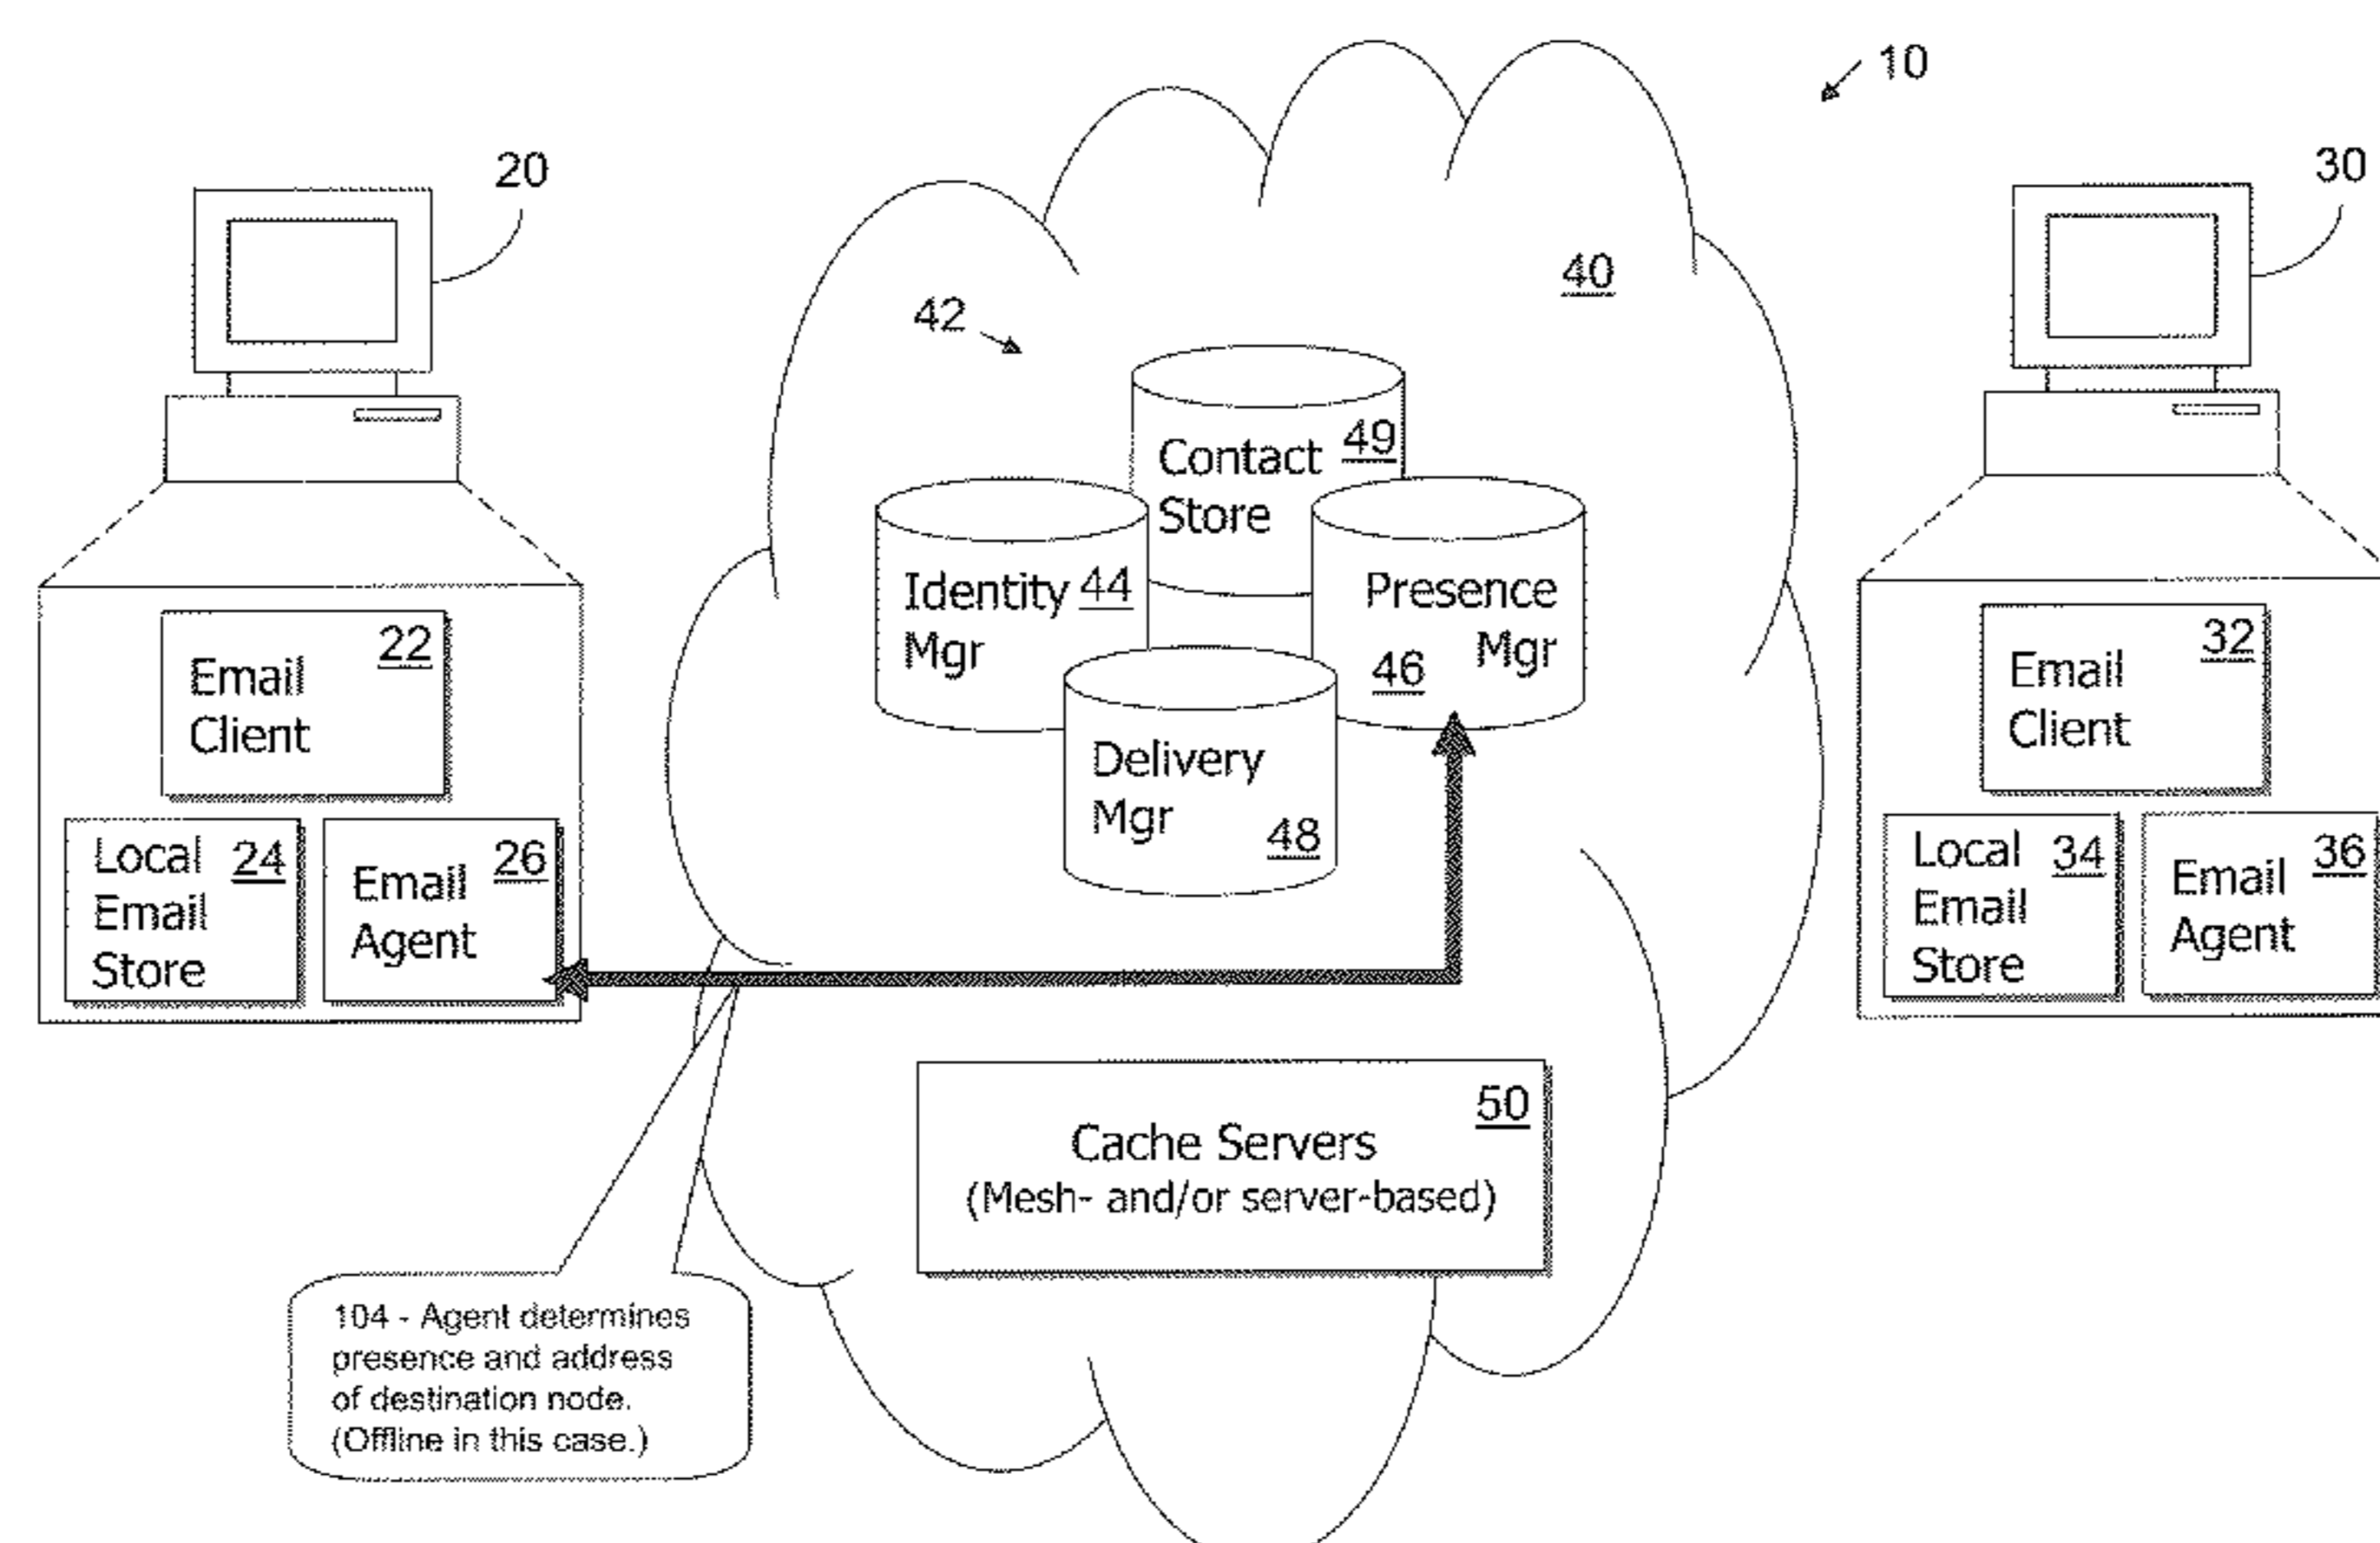 10
20
30
40
42
Contact 49
Store
Identity 44
Mgr
Presence
Mgr
46
Delivery
Mgr
48
22
Email
Client
Local 24
Email
Store
Email 26
Agent
32
Email
Client
Local 34
Email
Store
Email 36
Agent
50
Cache Servers
(Mesh- and/or server-based)
104 - Agent determines
presence and address
of destination node.
(Offline in this case.)